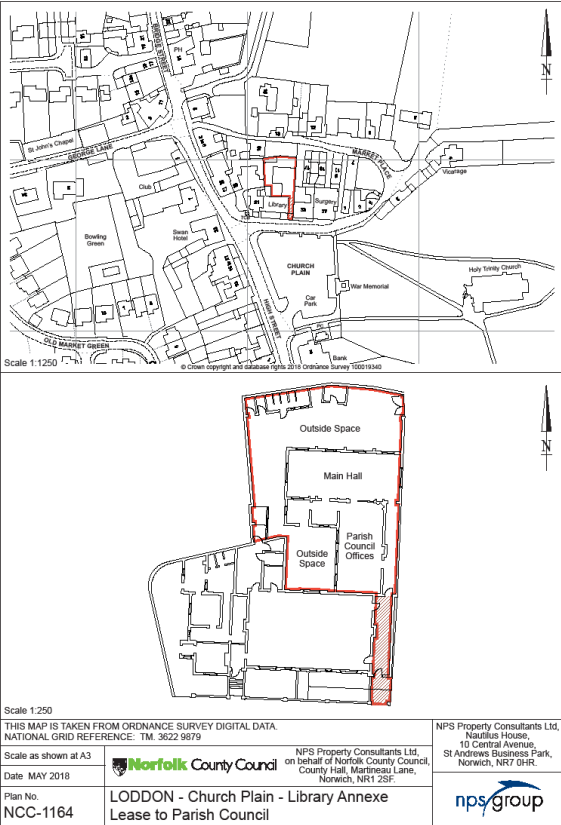 BRIDGE STREET
PH
St John's Chapel
GEORGE LANE
MARKET PLACE
Vicarage
Club
Library
Surgery
TCB
Bowling
Green
Swan
Hotel
CHURCH
PLAIN
Holy Trinity Church
War Memorial
Car
Park
HIGH STREET
PC
OLD MARKET GREEN
Bank
N
Scale 1:1250
© Crown copyright and database rights 2018 Ordnance Survey 100019340
Outside Space
N
Main Hall
Parish
Council
Offices
Outside
Space
Scale 1:250
THIS MAP IS TAKEN FROM ORDNANCE SURVEY DIGITAL DATA.
NATIONAL GRID REFERENCE: TM. 3622 9879
Scale as shown at A3
Date MAY 2018
Norfolk County Council
NPS Property Consultants Ltd,
on behalf of Norfolk County Council,
County Hall, Martineau Lane,
Norwich, NR1 2SF.
NPS Property Consultants Ltd,
Nautilus House,
10 Central Avenue,
St Andrews Business Park,
Norwich, NR7 0HR.
Plan No.
NCC-1164
LODDON - Church Plain - Library Annexe
Lease to Parish Council
nps group